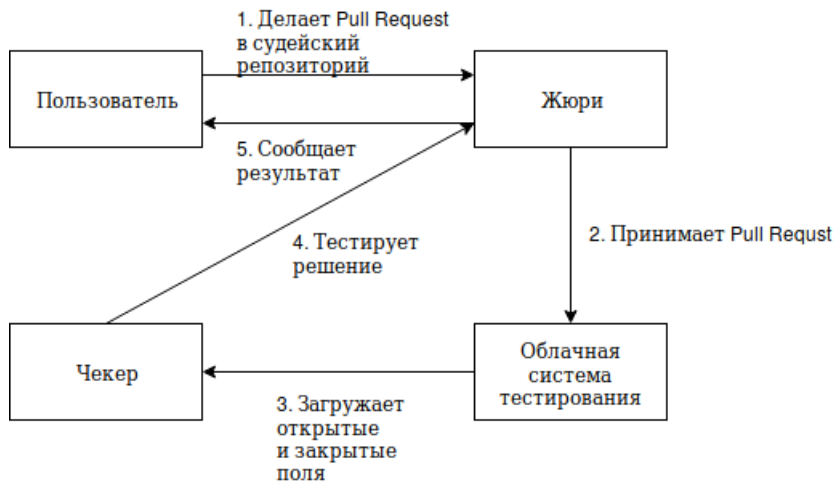 1. Делает Pull Request
в судейский
репозиторий
Пользователь
Жюри
5. Сообщает
результат
4. Тестирует
решение
2. Принимает Pull Requst
Чекер
Облачная
система
тестирования
3. Загружает
открытые
и закрытые
поля